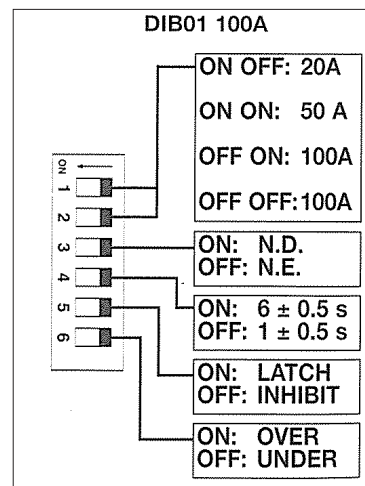 DIB01 100A
ON OFF: 20A
ON ON: 50 A
OFF ON: 100A
OFF OFF:100A
ON
1
2
3
4
5
6
ON: N.D.
OFF: N.E.
ON: 6 ± 0.5 s
OFF: 1 ± 0.5 s
ON: LATCH
OFF: INHIBIT
ON: OVER
OFF: UNDER